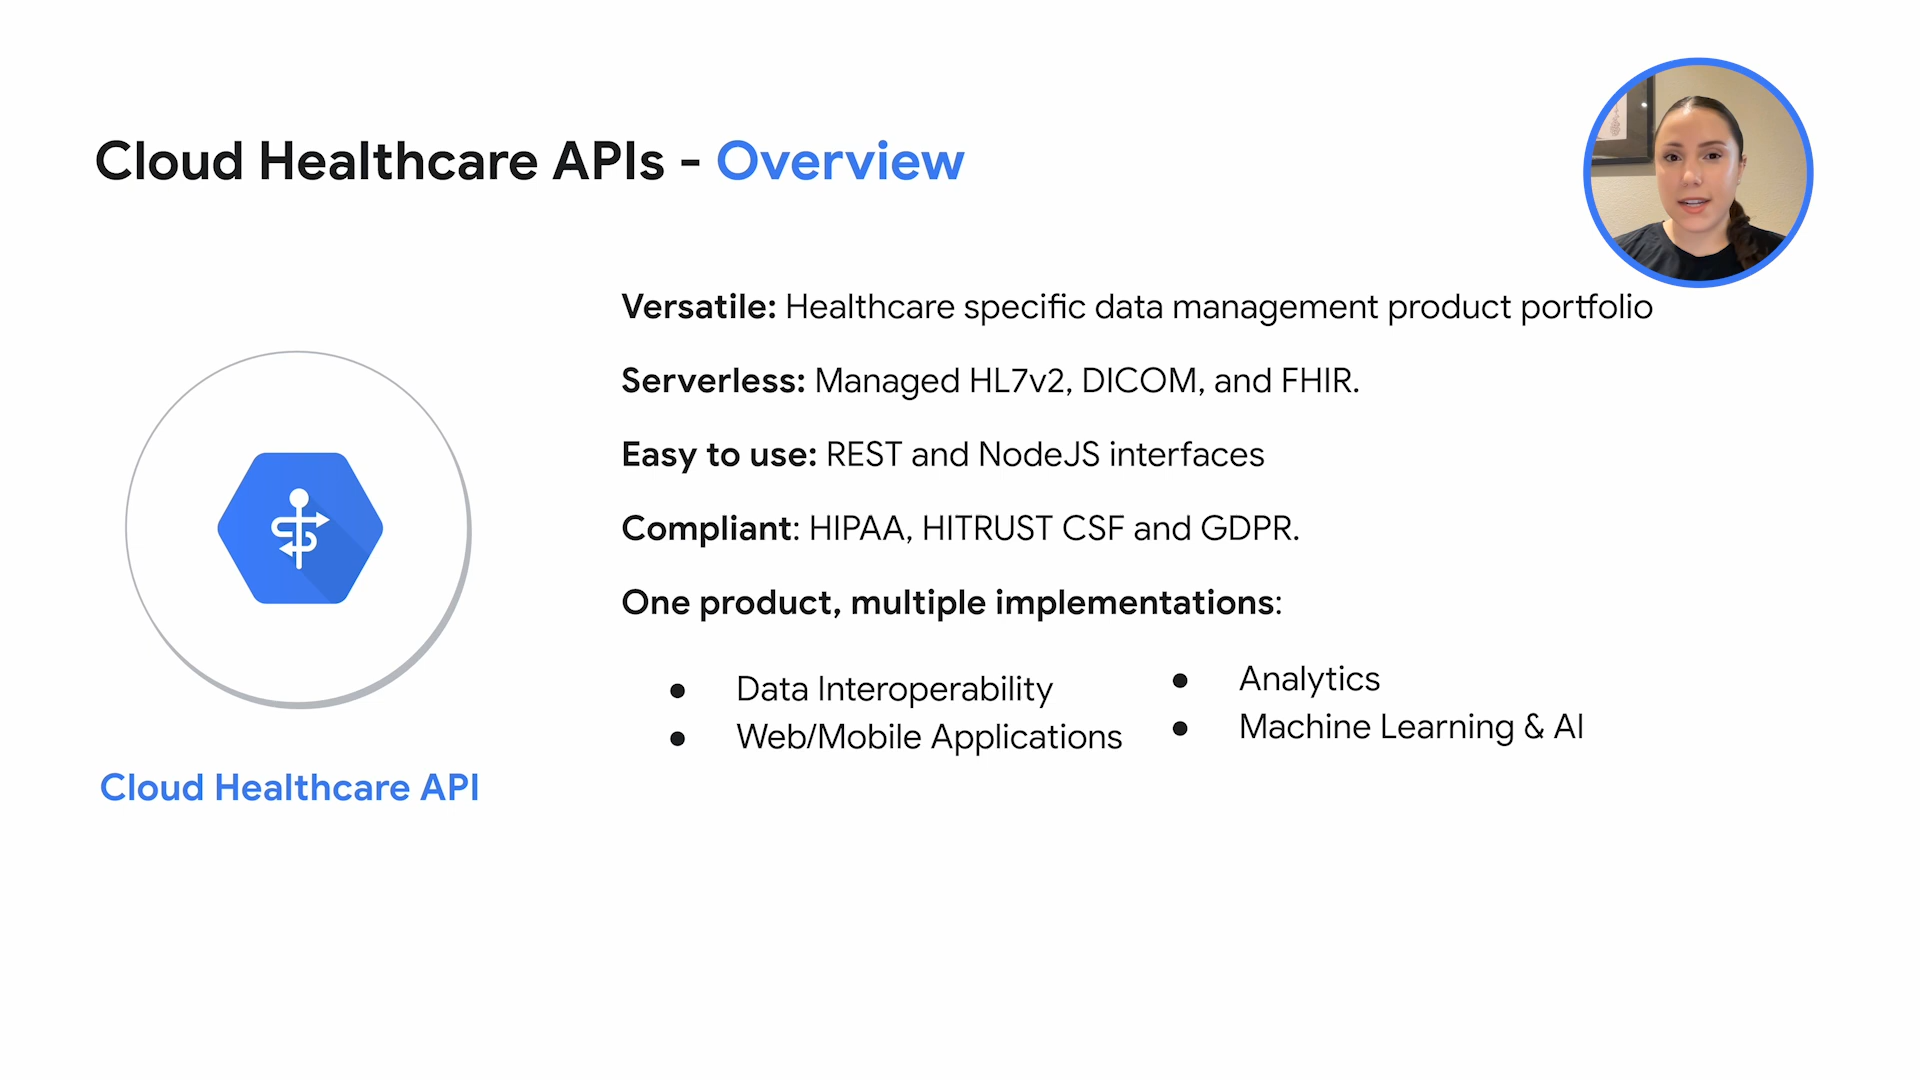 Cloud Healthcare APIs - Overview
Versatile: Healthcare specific data management product portfolio
Serverless: Managed HL7v2, DICOM, and FHIR.
Easy to use: REST and NodeJS interfaces
Compliant: HIPAA, HITRUST CSF and GDPR.
One product, multiple implementations:
● Data Interoperability
● Web/Mobile Applications
● Analytics
● Machine Learning & AI
Cloud Healthcare API